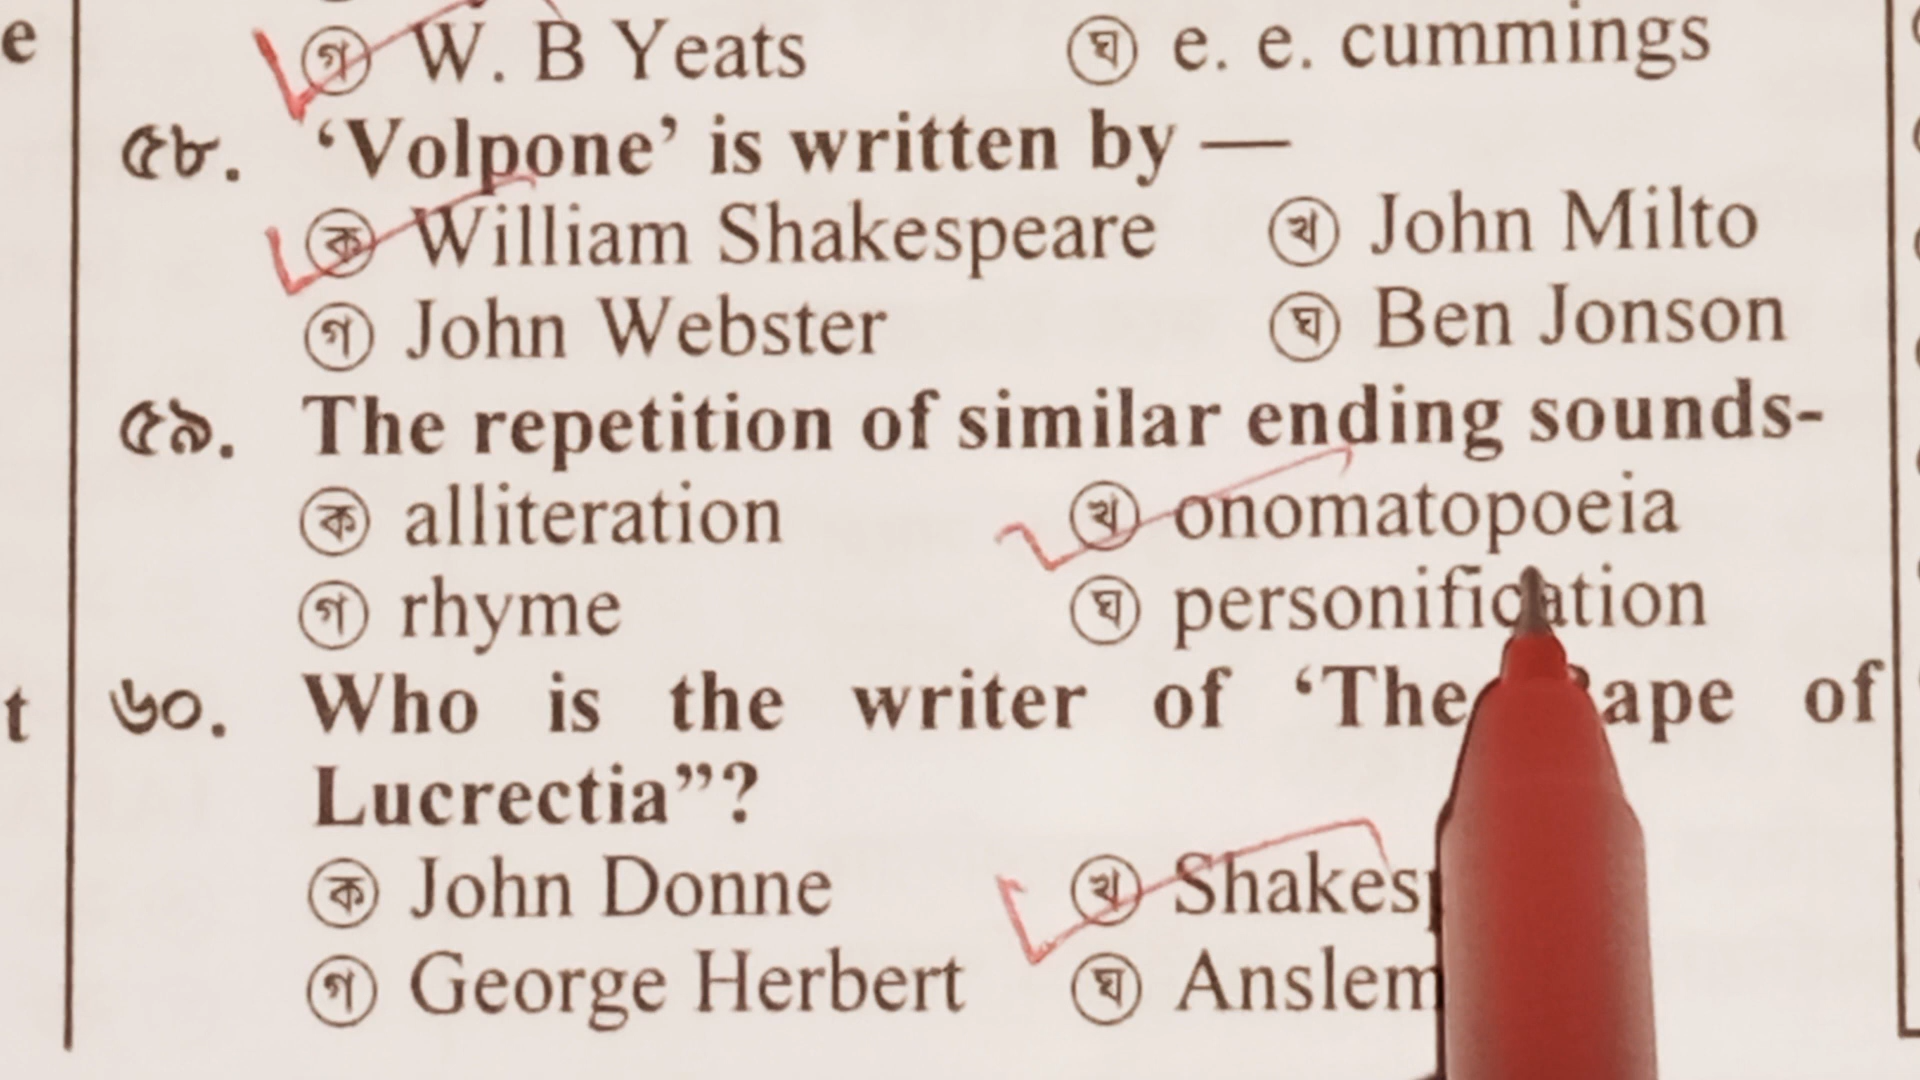 e
গ W. B Yeats ঘ e. e. cummings
৫৮. ‘Volpone’ is written by —
ক William Shakespeare খ John Milto
গ John Webster ঘ Ben Jonson
৫৯. The repetition of similar ending sounds-
ক alliteration খ onomatopoeia
গ rhyme ঘ personification
t
৬০. Who is the writer of ‘The ape of
Lucrectia”?
ক John Donne খ Shakes
গ George Herbert ঘ Anslem